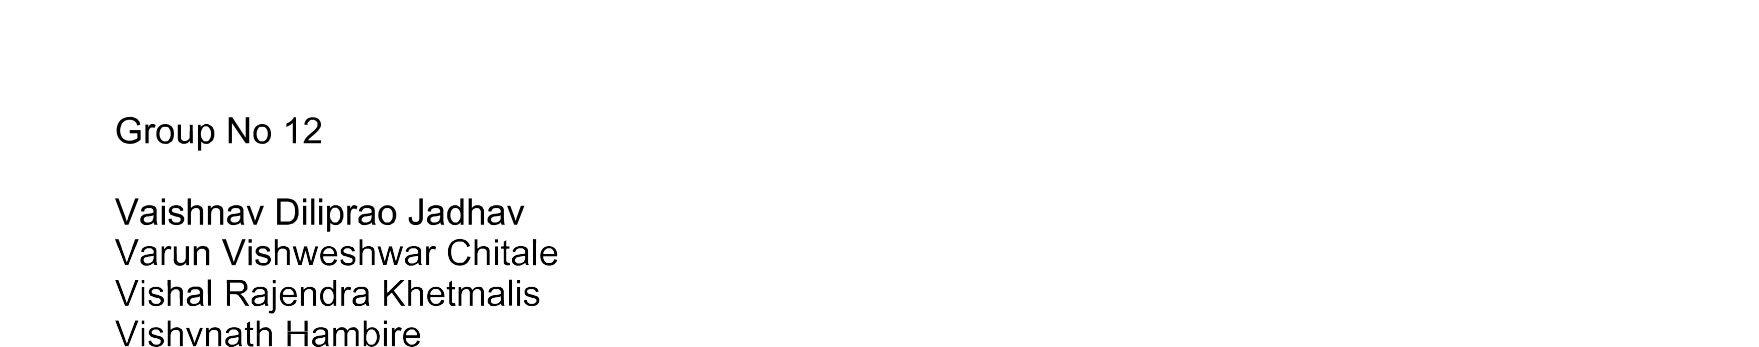 Group No 12
Vaishnav Diliprao Jadhav
Varun Vishweshwar Chitale
Vishal Rajendra Khetmalis
Vishvnath Hambire